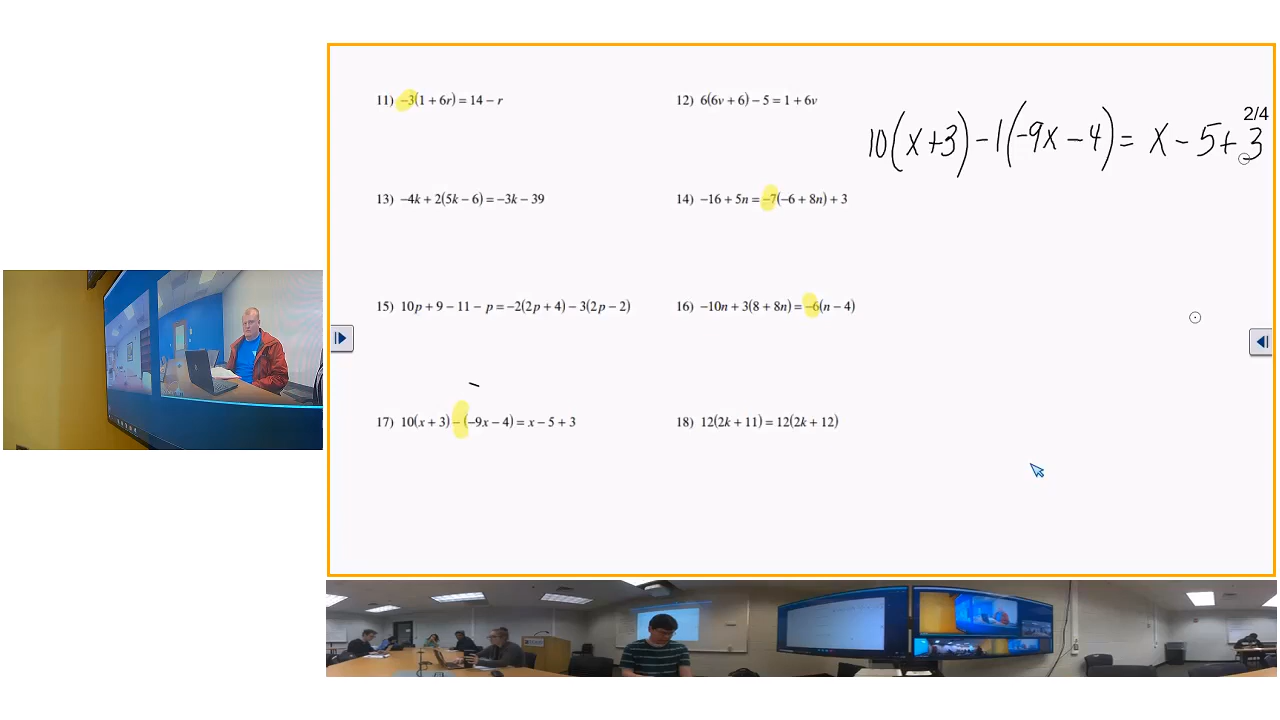 11) −3(1 + 6r) = 14 − r
12) 6(6v + 6) − 5 = 1 + 6v
2/4
10(x+3)−1(−9x−4)= x−5+3
13) −4k + 2(5k − 6) = −3k − 39
14) −16 + 5n = −7(−6 + 8n) + 3
15) 10p + 9 − 11 − p = −2(2p + 4) − 3(2p − 2)
16) −10n + 3(8 + 8n) = −6(n − 4)
17) 10(x + 3) − (−9x − 4) = x − 5 + 3
18) 12(2k + 11) = 12(2k + 12)